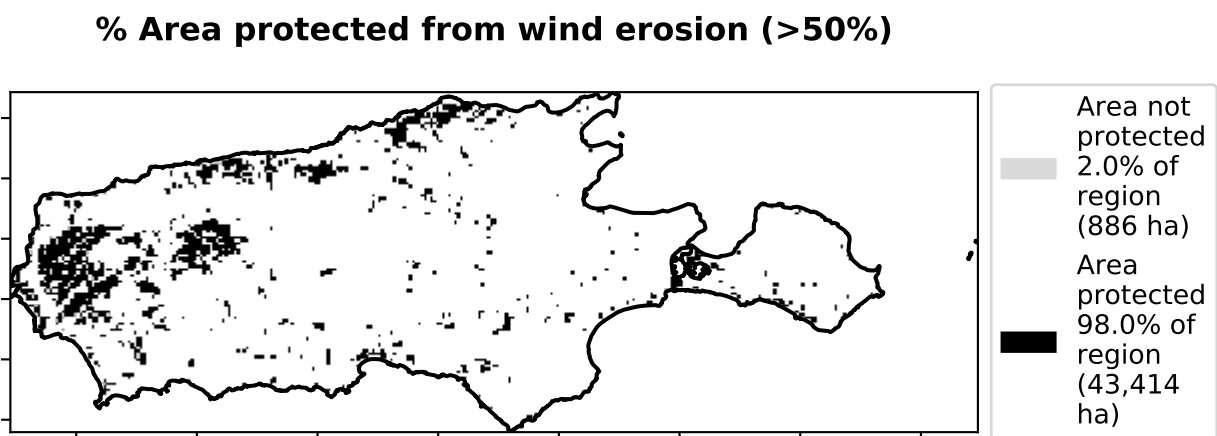 % Area protected from wind erosion (>50%)
Area not
protected
2.0% of
region
(886 ha)
Area
protected
98.0% of
region
(43,414
ha)